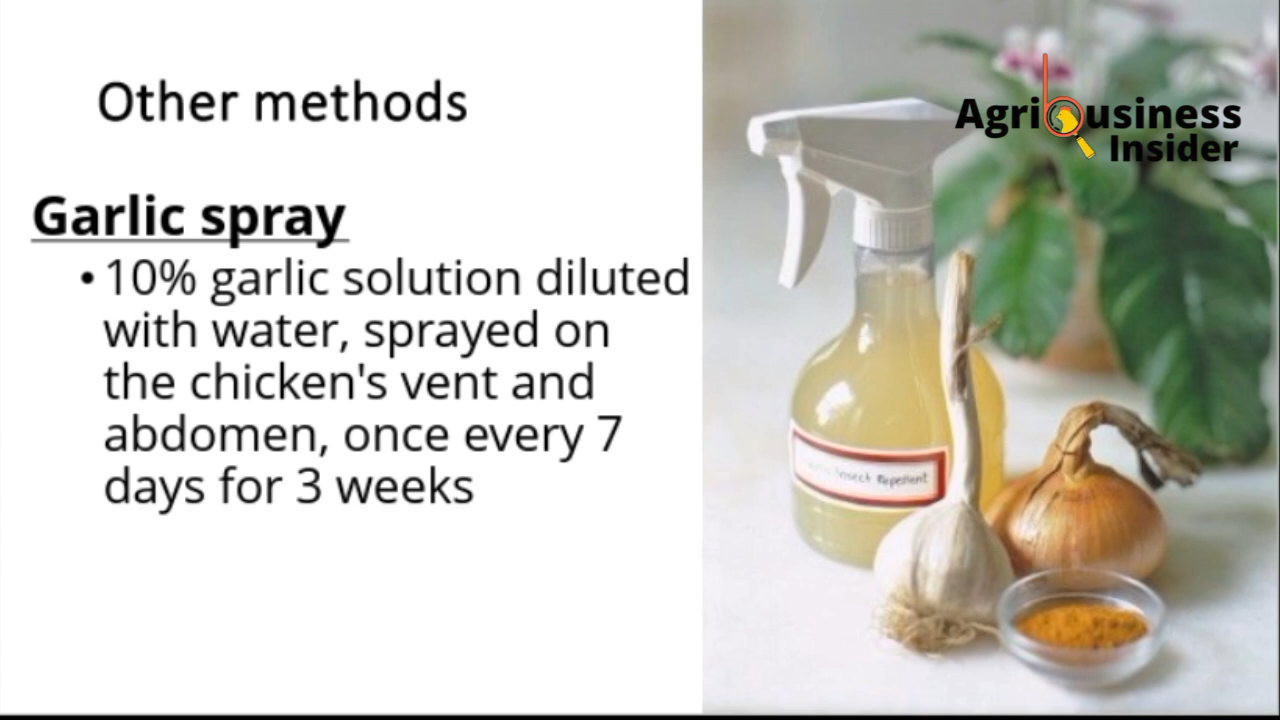 Other methods
Garlic spray
• 10% garlic solution diluted
with water, sprayed on
the chicken's vent and
abdomen, once every 7
days for 3 weeks
Agribusiness
Insider
Insect Repellent